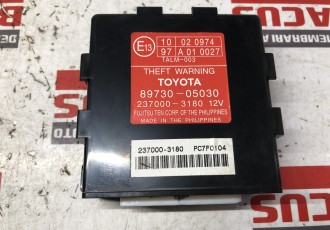 E13
10 02 0974
97 A 01 0027
TALM-003
THEFT WARNING
TOYOTA
89730-05030
237000-3180 12V
FUJITSU TEN CORP. OF THE PHILIPPINES
MADE IN PHILIPPINES
237000-3180 PC7F0104
BACUS